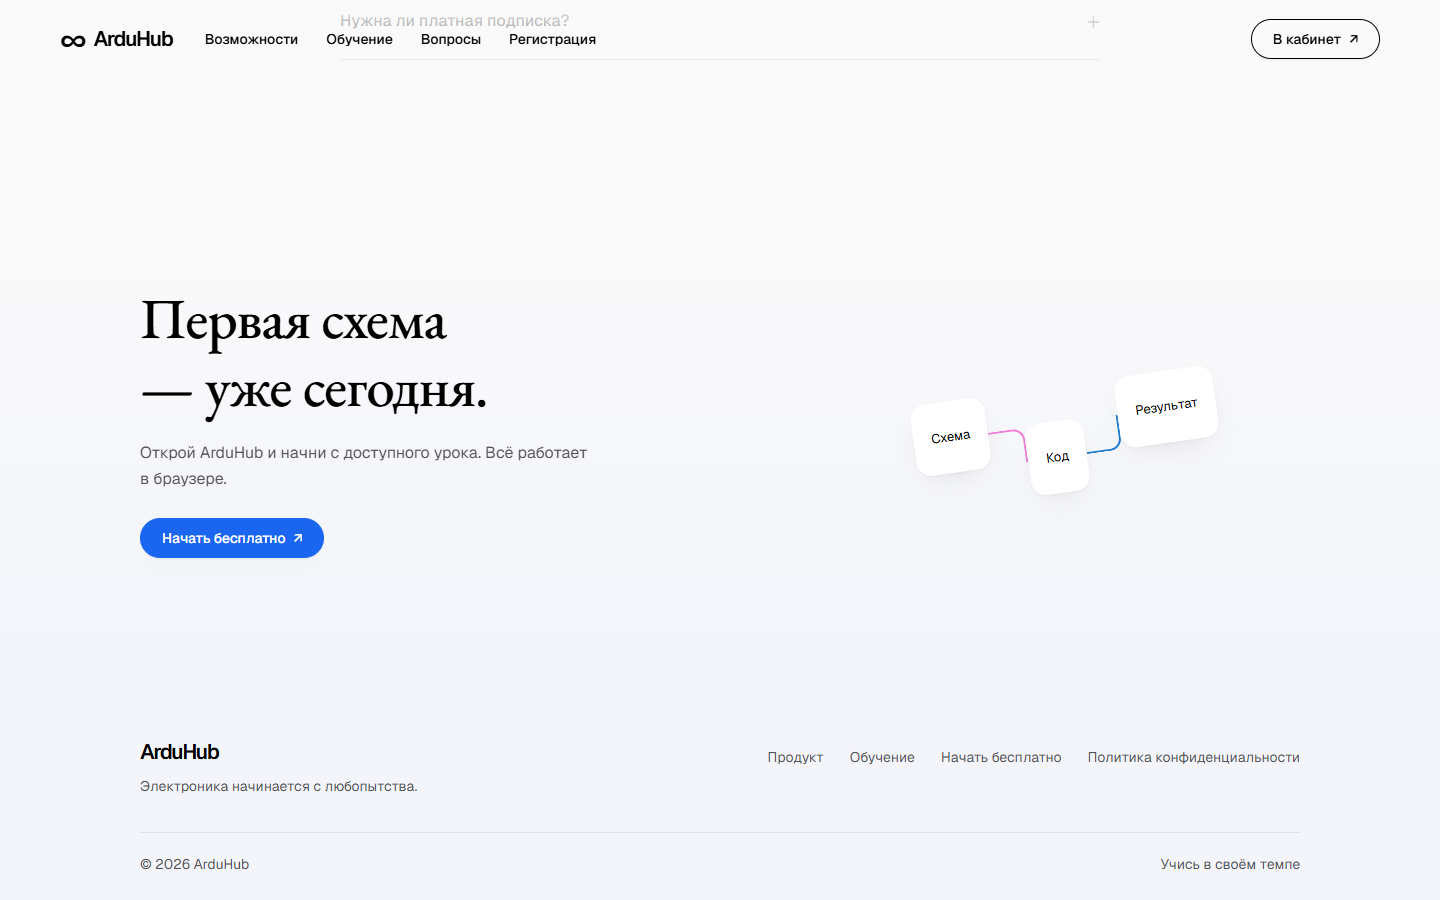 Нужна ли платная подписка?
ArduHub
Возможности
Обучение
Вопросы
Регистрация
В кабинет
Первая схема
— уже сегодня.
Открой ArduHub и начни с доступного урока. Всё работает
в браузере.
Начать бесплатно
Схема
Код
Результат
ArduHub
Электроника начинается с любопытства.
Продукт
Обучение
Начать бесплатно
Политика конфиденциальности
© 2026 ArduHub
Учись в своём темпе